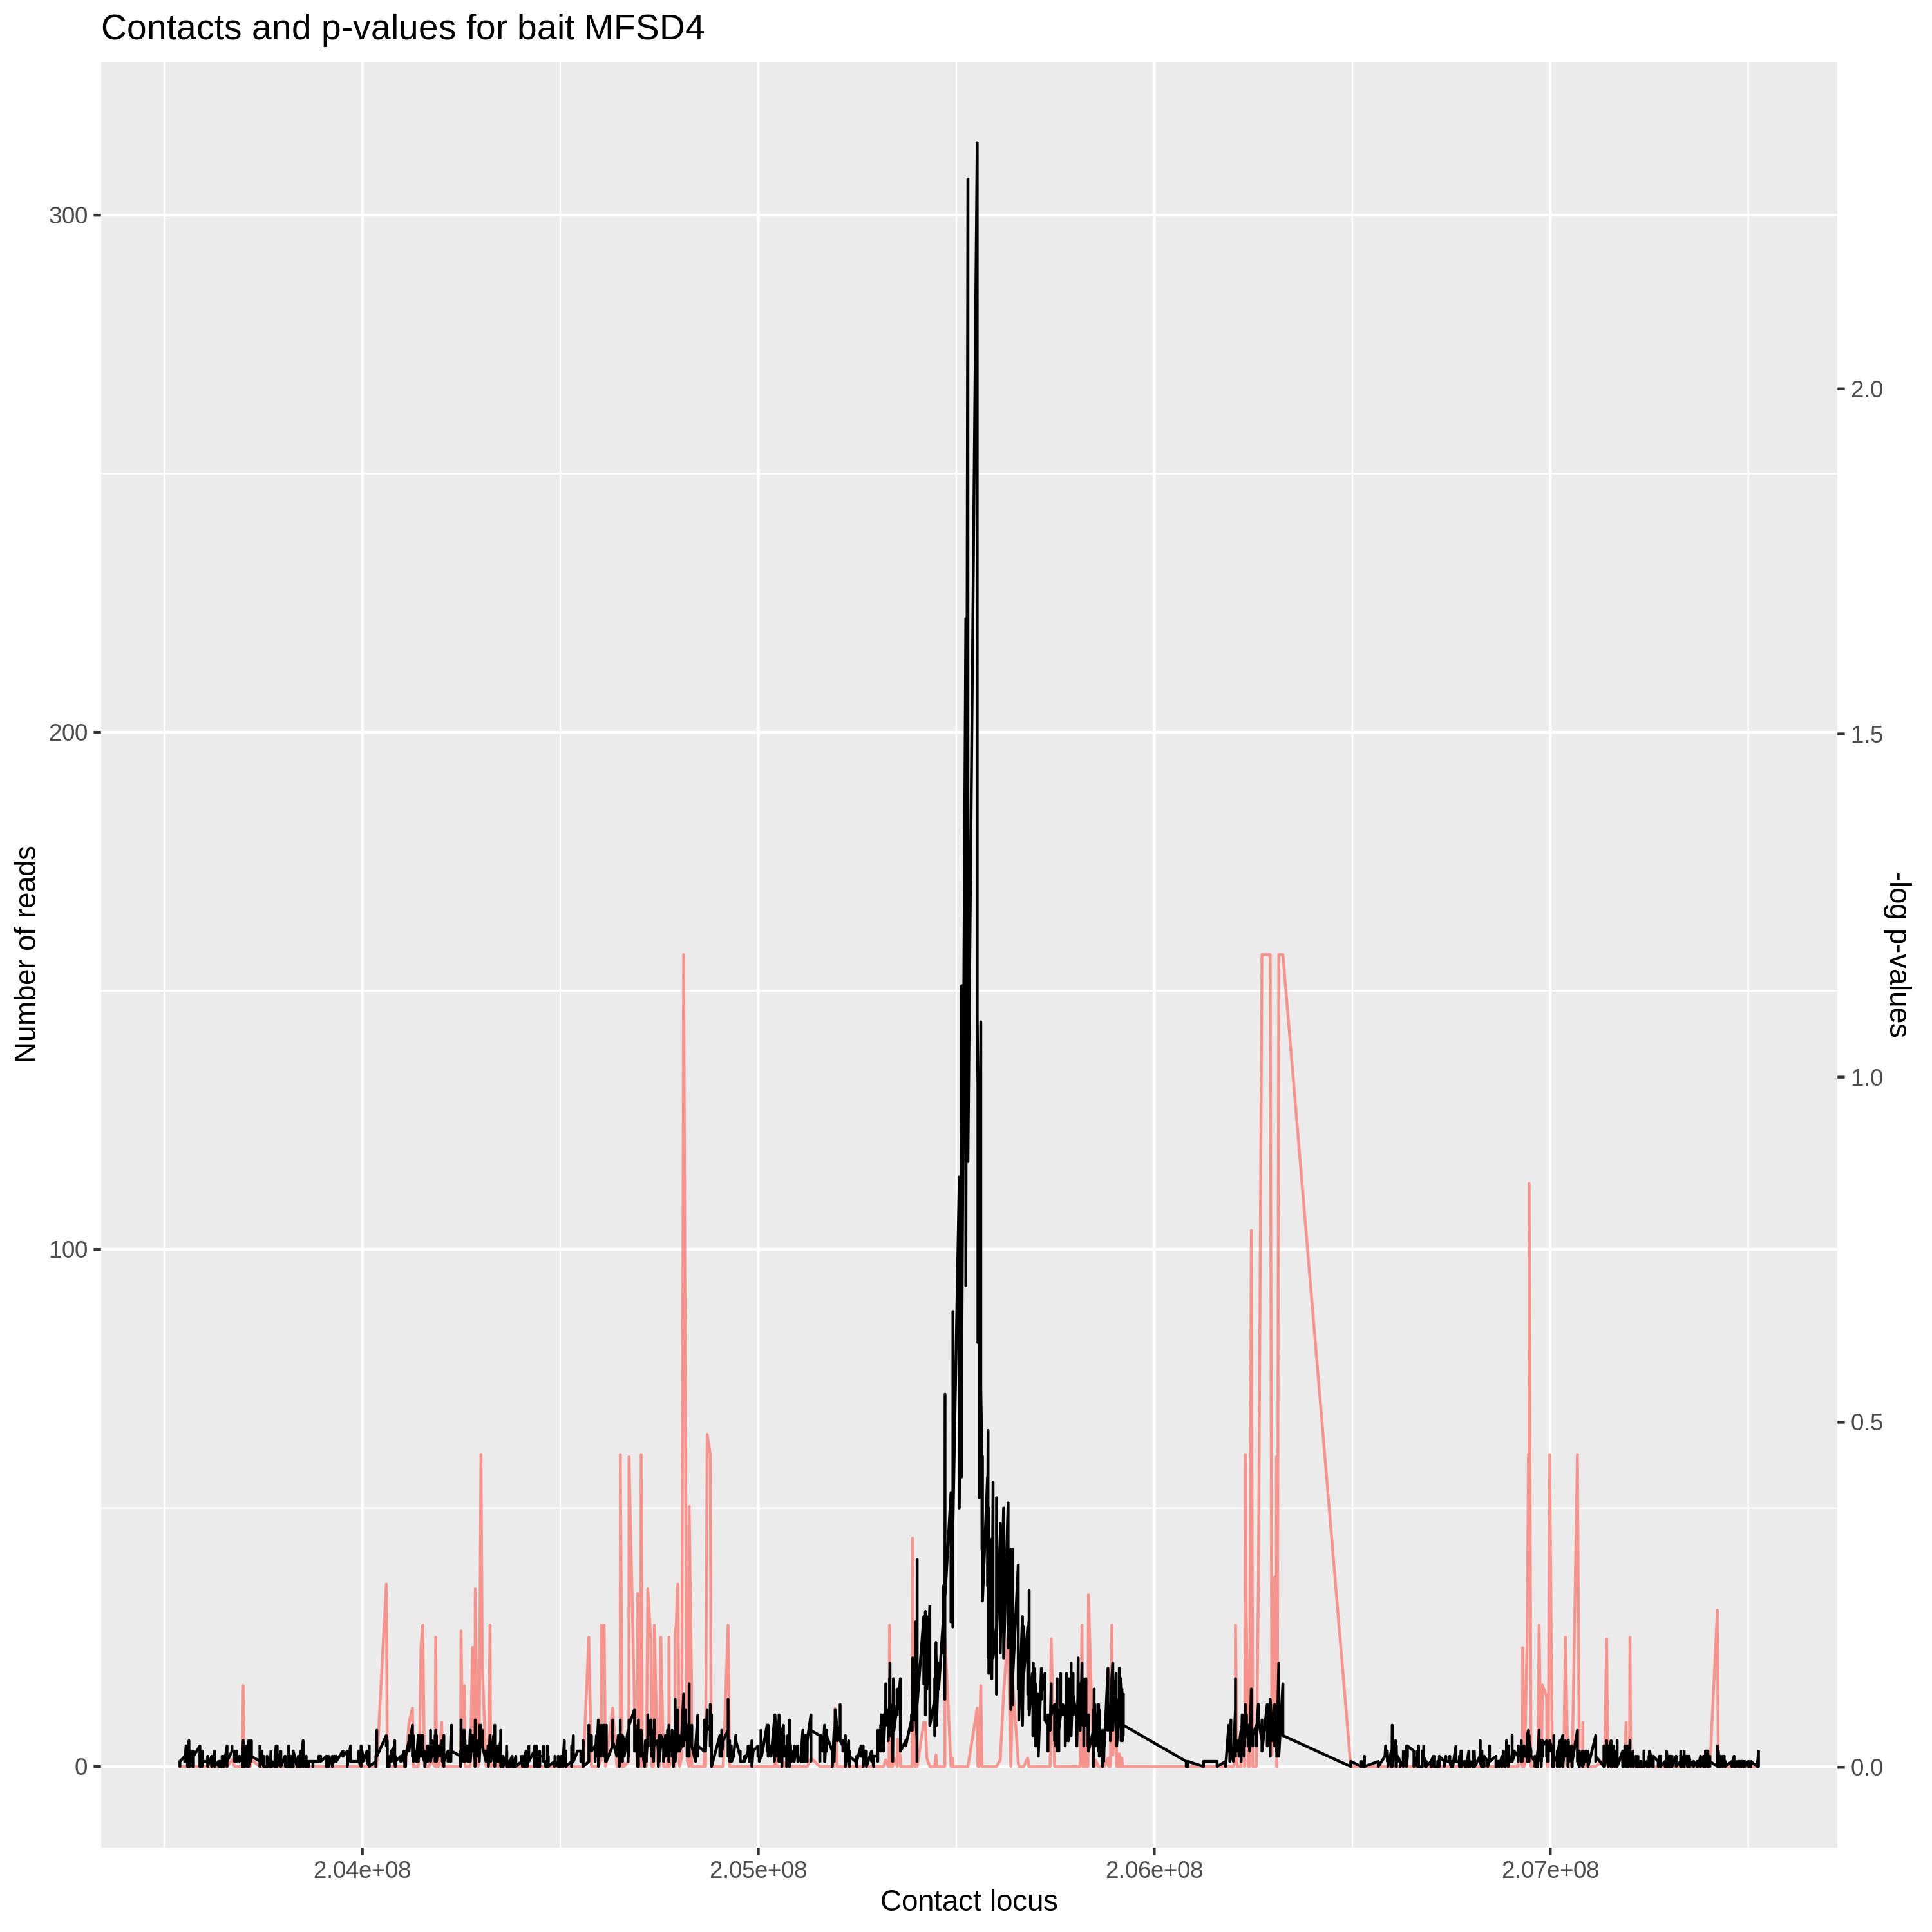 Contacts and p-values for bait MFSD4
Number of reads
300
200
100
0
2.0
1.5
1.0
0.5
0.0
-log p-values
2.04e+08
2.05e+08
2.06e+08
2.07e+08
Contact locus